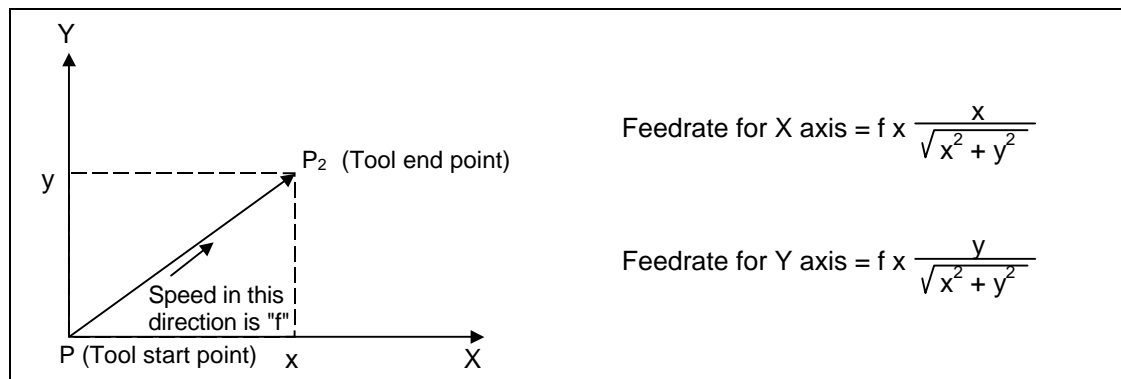 Y
P₂ (Tool end point)
y
Speed in this
direction is "f"
P (Tool start point)
x
X
Feedrate for X axis = f x x / √x² + y²
Feedrate for Y axis = f x y / √x² + y²